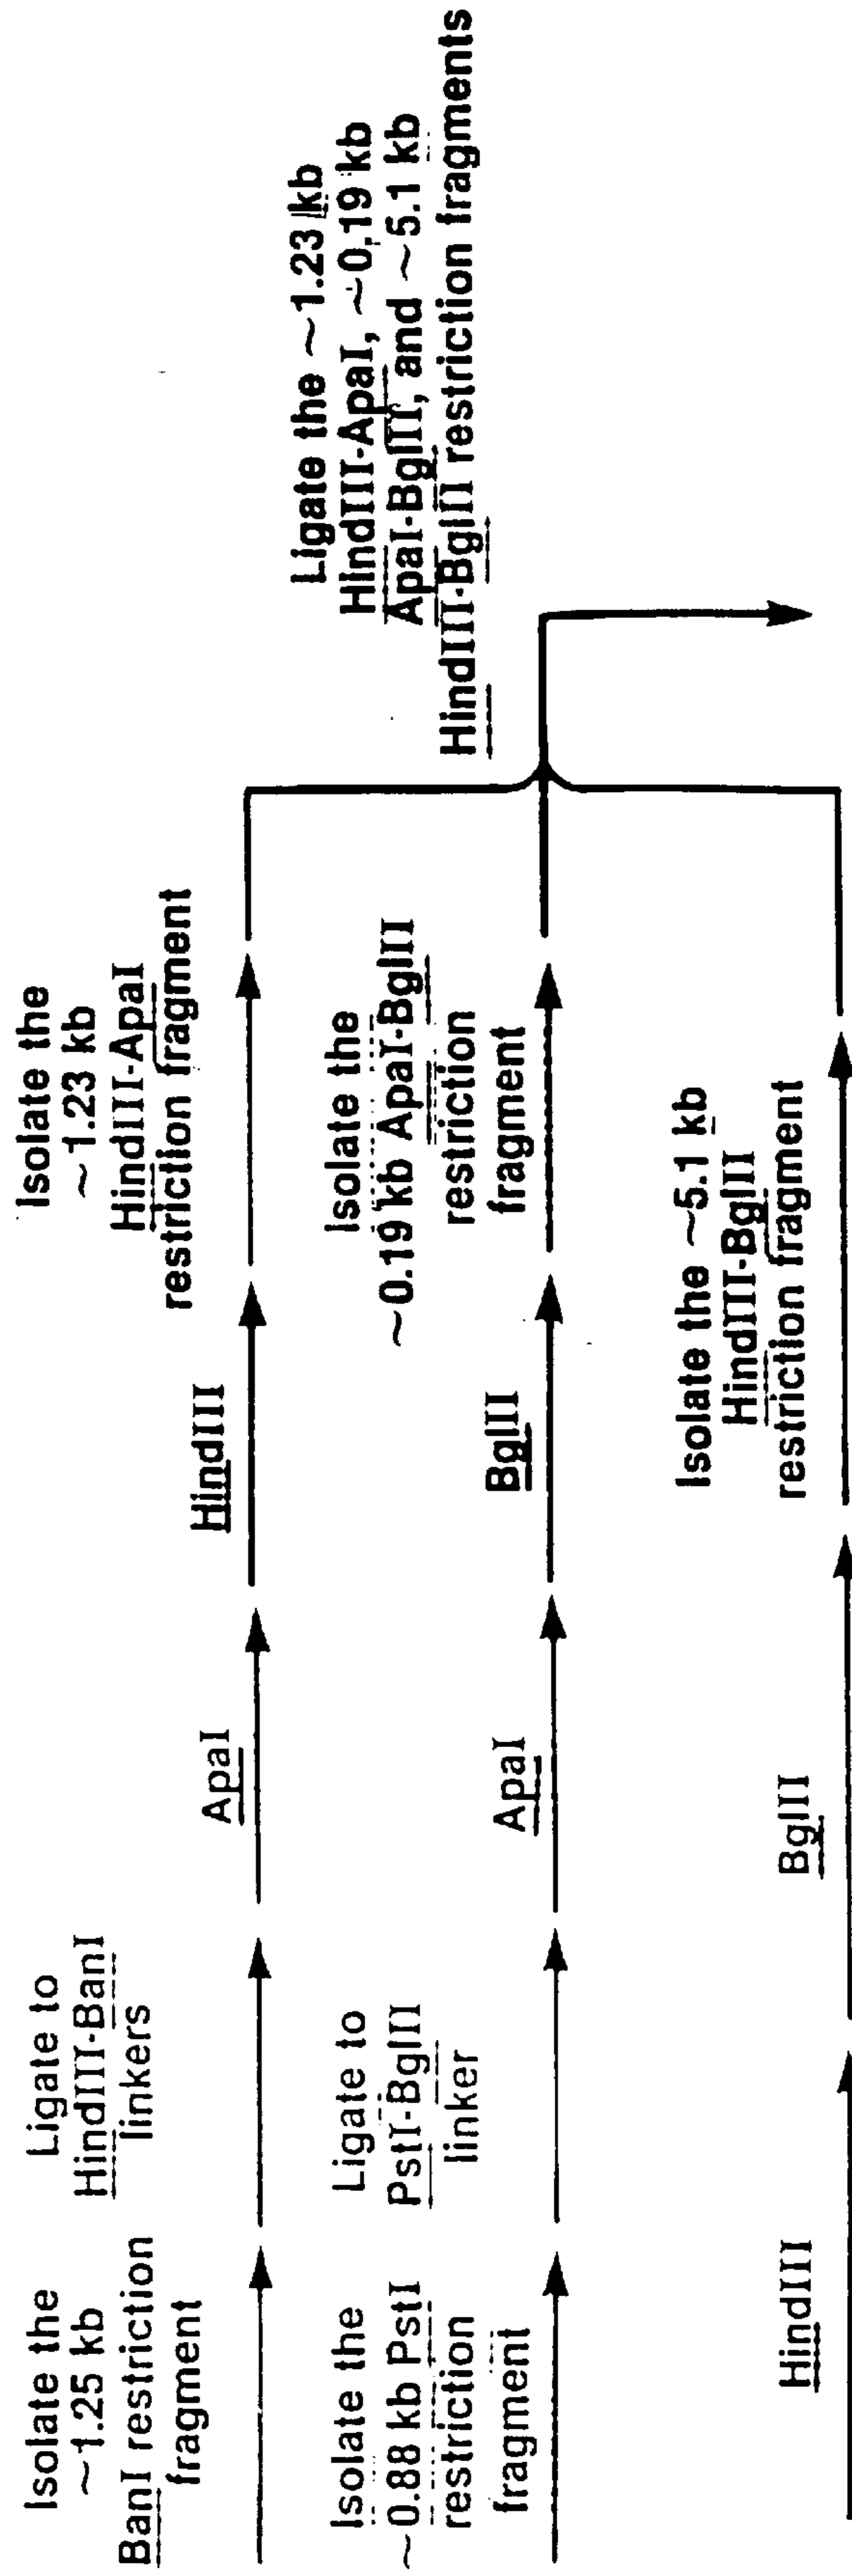 Isolate the
~1.25 kb
BanI restriction
fragment
Ligate to
HindIII-BanI
linkers
ApaI
HindIII
Isolate the
~1.23 kb
HindIII-ApaI
restriction fragment
Isolate the
~0.88 kb PstI
restriction
fragment
Ligate to
PstI-BglII
linker
ApaI
BglII
Isolate the
~0.19 kb ApaI-BglII
restriction
fragment
HindIII
BglII
Isolate the ~5.1 kb
HindIII-BglII
restriction fragment
Ligate the ~1.23 kb
HindIII-ApaI, ~0.19 kb
ApaI-BglII, and ~5.1 kb
HindIII-BglII restriction fragments